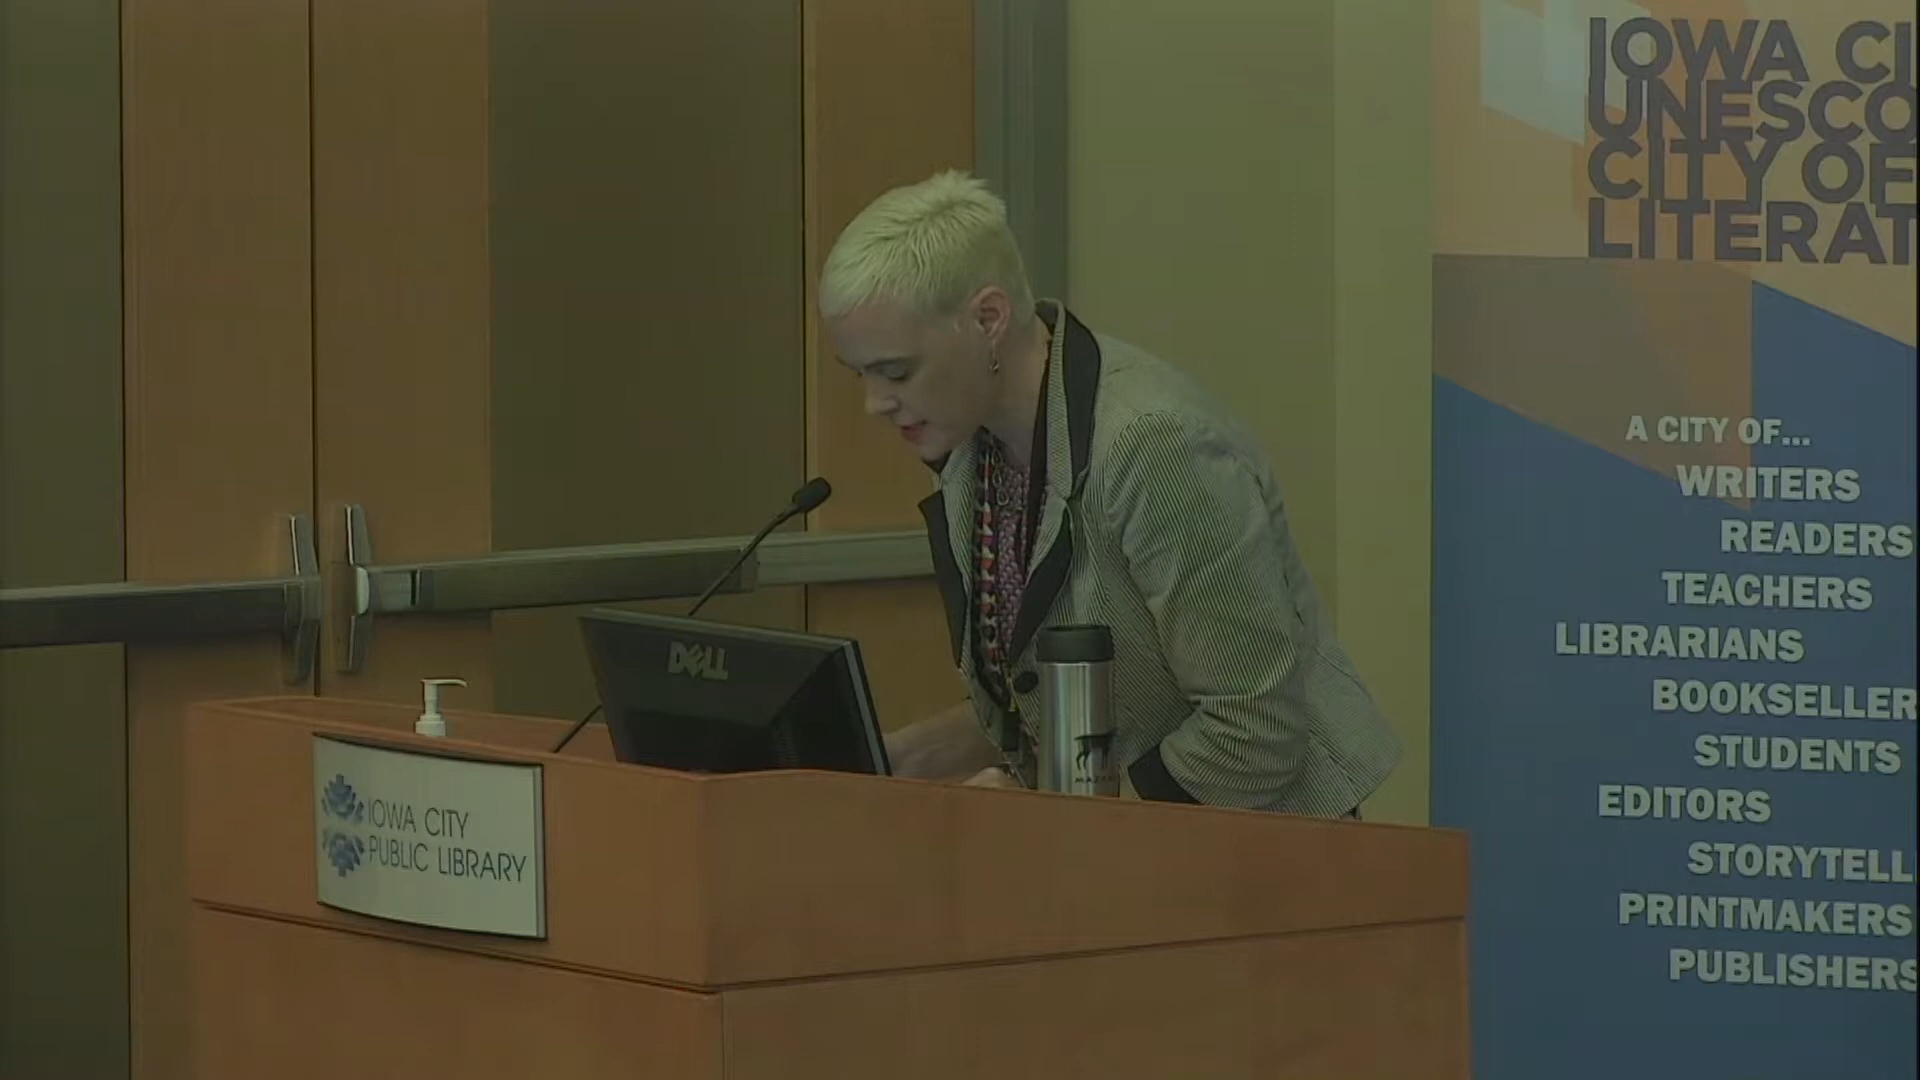 IOWA CI
UNESCO
CITY OF
LITERAT
A CITY OF...
WRITERS
READERS
TEACHERS
LIBRARIANS
BOOKSELLER
STUDENTS
EDITORS
STORYTELL
PRINTMAKERS
PUBLISHERS
DELL
IOWA CITY
PUBLIC LIBRARY